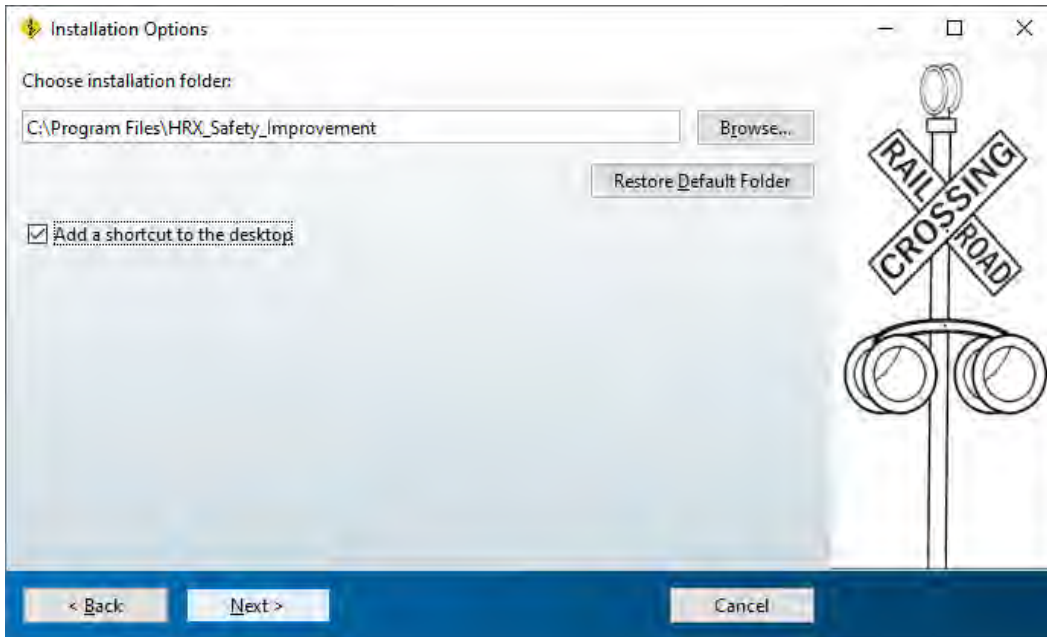 Installation Options
Choose installation folder:
C:\Program Files\HRX_Safety_Improvement
Browse...
Restore Default Folder
Add a shortcut to the desktop
RAIL ROAD
CROSSING
< Back
Next >
Cancel